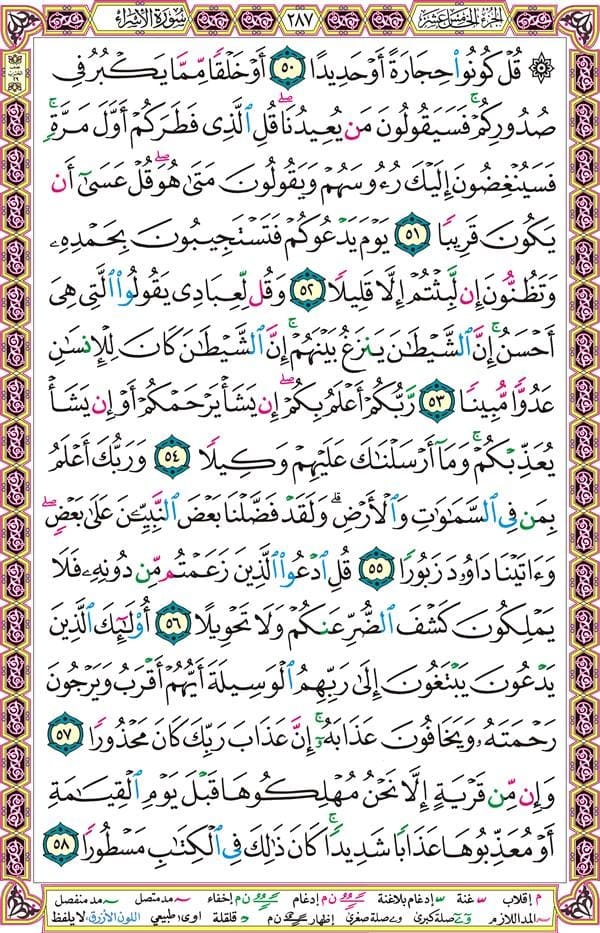 الجزء الخامس عشر
٢٨٧
سورة الإسراء
۞ قُلۡ كُونُواْ حِجَارَةً أَوۡ حَدِيدًا ٥٠ أَوۡ خَلۡقٗا مِّمَّا يَكۡبُرُ فِي
صُدُورِكُمۡۚ فَسَيَقُولُونَ مَن يُعِيدُنَاۖ قُلِ ٱلَّذِي فَطَرَكُمۡ أَوَّلَ مَرَّةٖۚ
فَسَيُنۡغِضُونَ إِلَيۡكَ رُءُوسَهُمۡ وَيَقُولُونَ مَتَىٰ هُوَۖ قُلۡ عَسَىٰٓ أَن
يَكُونَ قَرِيبٗا ٥١ يَوۡمَ يَدۡعُوكُمۡ فَتَسۡتَجِيبُونَ بِحَمۡدِهِۦ
وَتَظُنُّونَ إِن لَّبِثۡتُمۡ إِلَّا قَلِيلٗا ٥٢ وَقُل لِّعِبَادِي يَقُولُواْ ٱلَّتِي هِيَ
أَحۡسَنُۚ إِنَّ ٱلشَّيۡطَٰنَ يَنزَغُ بَيۡنَهُمۡۚ إِنَّ ٱلشَّيۡطَٰنَ كَانَ لِلۡإِنسَٰنِ
عَدُوّٗا مُّبِينٗا ٥٣ رَّبُّكُمۡ أَعۡلَمُ بِكُمۡۖ إِن يَشَأۡ يَرۡحَمۡكُمۡ أَوۡ إِن يَشَأۡ
يُعَذِّبۡكُمۡۚ وَمَآ أَرۡسَلۡنَٰكَ عَلَيۡهِمۡ وَكِيلٗا ٥٤ وَرَبُّكَ أَعۡلَمُ
بِمَن فِي ٱلسَّمَٰوَٰتِ وَٱلۡأَرۡضِۗ وَلَقَدۡ فَضَّلۡنَا بَعۡضَ ٱلنَّبِيِّـۧنَ عَلَىٰ بَعۡضٖۖ
وَءَاتَيۡنَا دَاوُۥدَ زَبُورٗا ٥٥ قُلِ ٱدۡعُواْ ٱلَّذِينَ زَعَمۡتُم مِّن دُونِهِۦ فَلَا
يَمۡلِكُونَ كَشۡفَ ٱلضُّرِّ عَنكُمۡ وَلَا تَحۡوِيلًا ٥٦ أُوْلَٰٓئِكَ ٱلَّذِينَ
يَدۡعُونَ يَبۡتَغُونَ إِلَىٰ رَبِّهِمُ ٱلۡوَسِيلَةَ أَيُّهُمۡ أَقۡرَبُ وَيَرۡجُونَ
رَحۡمَتَهُۥ وَيَخَافُونَ عَذَابَهُۥٓۚ إِنَّ عَذَابَ رَبِّكَ كَانَ مَحۡذُورٗا ٥٧
وَإِن مِّن قَرۡيَةٍ إِلَّا نَحۡنُ مُهۡلِكُوهَا قَبۡلَ يَوۡمِ ٱلۡقِيَٰمَةِ
أَوۡ مُعَذِّبُوهَا عَذَابٗا شَدِيدٗاۚ كَانَ ذَٰلِكَ فِي ٱلۡكِتَٰبِ مَسۡطُورٗا ٥٨
م إقلاب غنة إدغام بلاغنة ن م إدغام ن م إخفاء مد متصل مد منفصل
المد اللازم صلة كبرى صلة صغرى إظهار ن م قلقلة اوى طبيعي اللون الأزرق لا يلفظ